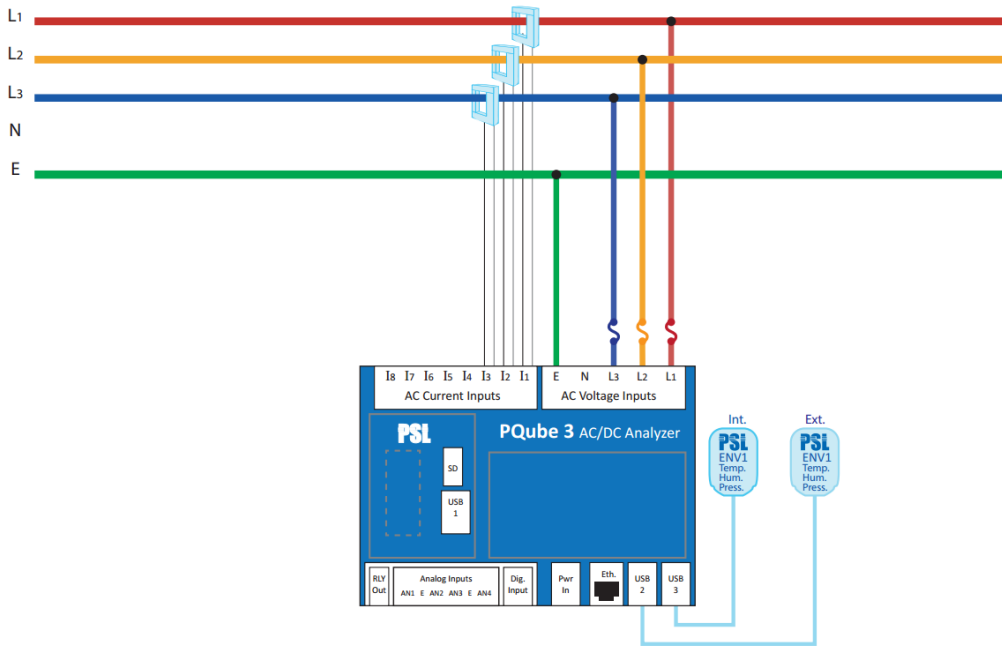 L1
L2
L3
N
E
I8 I7 I6 I5 I4 I3 I2 I1
AC Current Inputs
E N L3 L2 L1
AC Voltage Inputs
PSL
PQube 3 AC/DC Analyzer
SD
USB
1
Int.
PSL
ENV1
Temp.
Hum.
Press.
Ext.
PSL
ENV1
Temp.
Hum.
Press.
RLY
Out
Analog Inputs
AN1 E AN2 AN3 E AN4
Dig.
Input
Pwr
In
Eth.
USB
2
USB
3